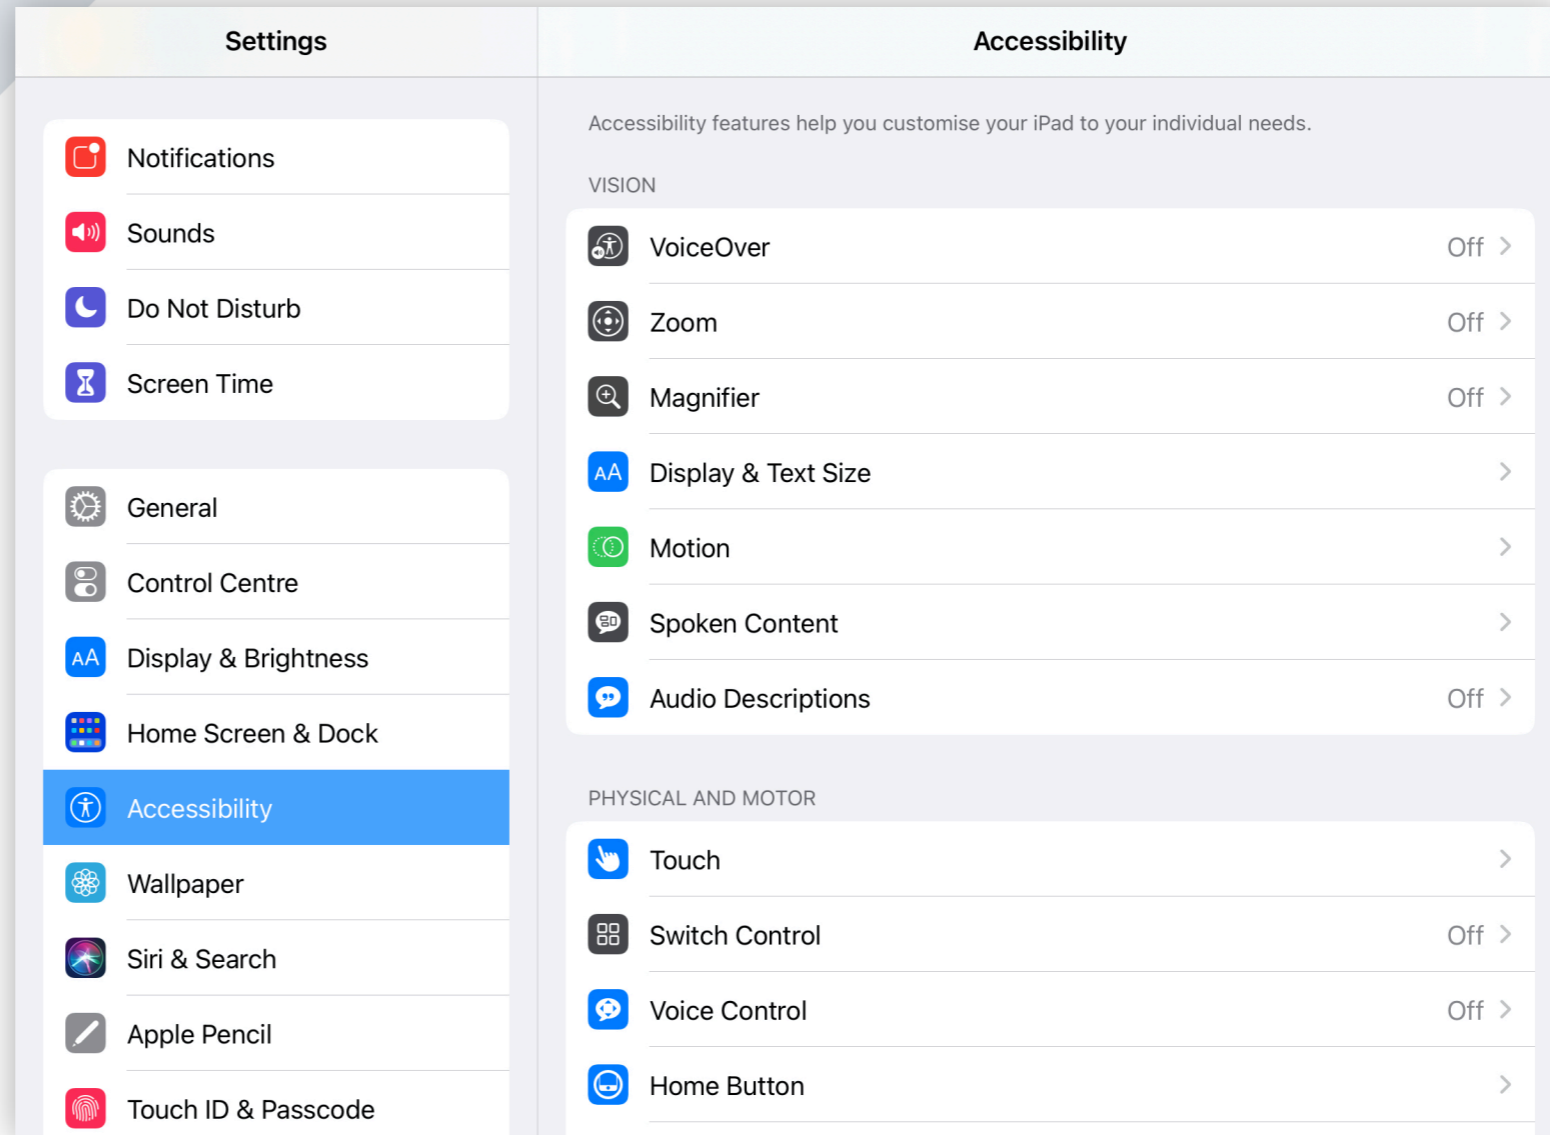 Settings
Notifications
Sounds
Do Not Disturb
Screen Time
General
Control Centre
AA Display & Brightness
Home Screen & Dock
Accessibility
Wallpaper
Siri & Search
Apple Pencil
Touch ID & Passcode
Accessibility
Accessibility features help you customise your iPad to your individual needs.
VISION
VoiceOver Off
Zoom Off
Magnifier Off
AA Display & Text Size
Motion
Spoken Content
Audio Descriptions Off
PHYSICAL AND MOTOR
Touch
Switch Control Off
Voice Control Off
Home Button